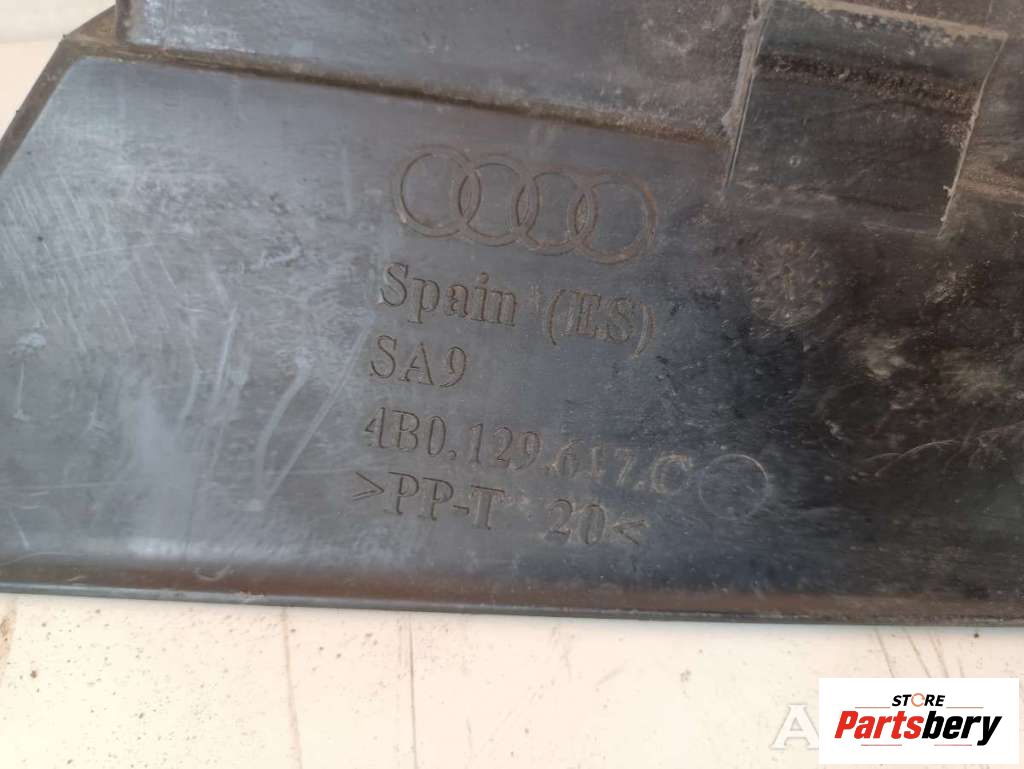 Spain (ES)
SA9
4B0.129.617.C
>PP-T 20<
STORE
Partsbery